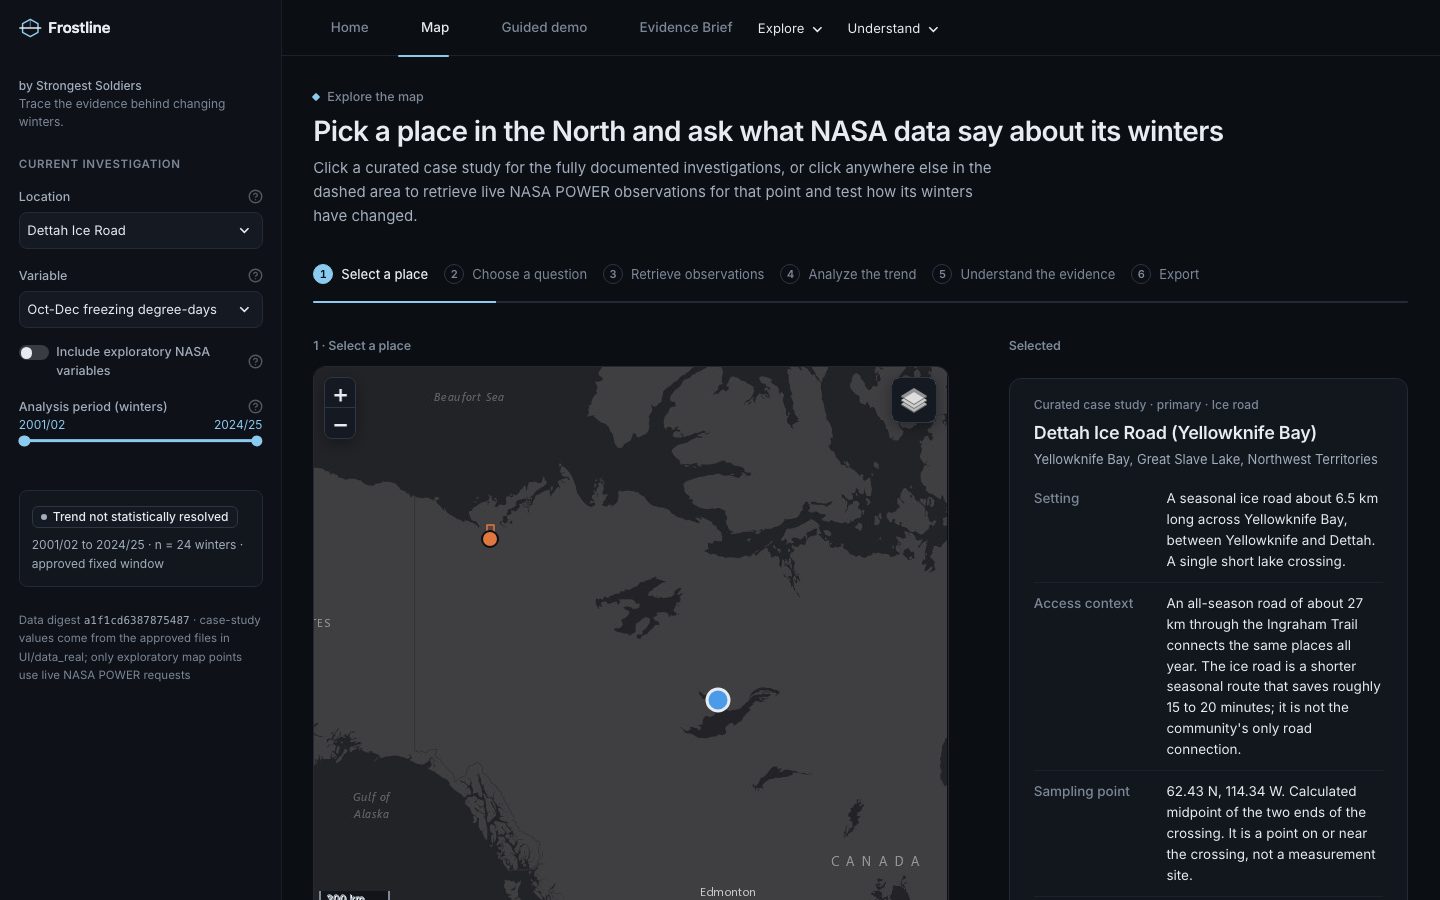 Frostline
by Strongest Soldiers
Trace the evidence behind changing
winters.
CURRENT INVESTIGATION
Location
Dettah Ice Road
Variable
Oct-Dec freezing degree-days
Include exploratory NASA
variables
Analysis period (winters)
2001/02 2024/25
Trend not statistically resolved
2001/02 to 2024/25 · n = 24 winters ·
approved fixed window
Data digest a1f1cd6387875487 · case-study
values come from the approved files in
UI/data_real; only exploratory map points
use live NASA POWER requests
Home Map Guided demo Evidence Brief Explore Understand
Explore the map
Pick a place in the North and ask what NASA data say about its winters
Click a curated case study for the fully documented investigations, or click anywhere else in the
dashed area to retrieve live NASA POWER observations for that point and test how its winters
have changed.
1 Select a place 2 Choose a question 3 Retrieve observations 4 Analyze the trend 5 Understand the evidence 6 Export
1 · Select a place
+
−
Beaufort Sea
TES
Gulf of
Alaska
CANADA
Edmonton
300 km
Selected
Curated case study · primary · Ice road
Dettah Ice Road (Yellowknife Bay)
Yellowknife Bay, Great Slave Lake, Northwest Territories
Setting
A seasonal ice road about 6.5 km
long across Yellowknife Bay,
between Yellowknife and Dettah.
A single short lake crossing.
Access context
An all-season road of about 27
km through the Ingraham Trail
connects the same places all
year. The ice road is a shorter
seasonal route that saves roughly
15 to 20 minutes; it is not the
community's only road
connection.
Sampling point
62.43 N, 114.34 W. Calculated
midpoint of the two ends of the
crossing. It is a point on or near
the crossing, not a measurement
site.